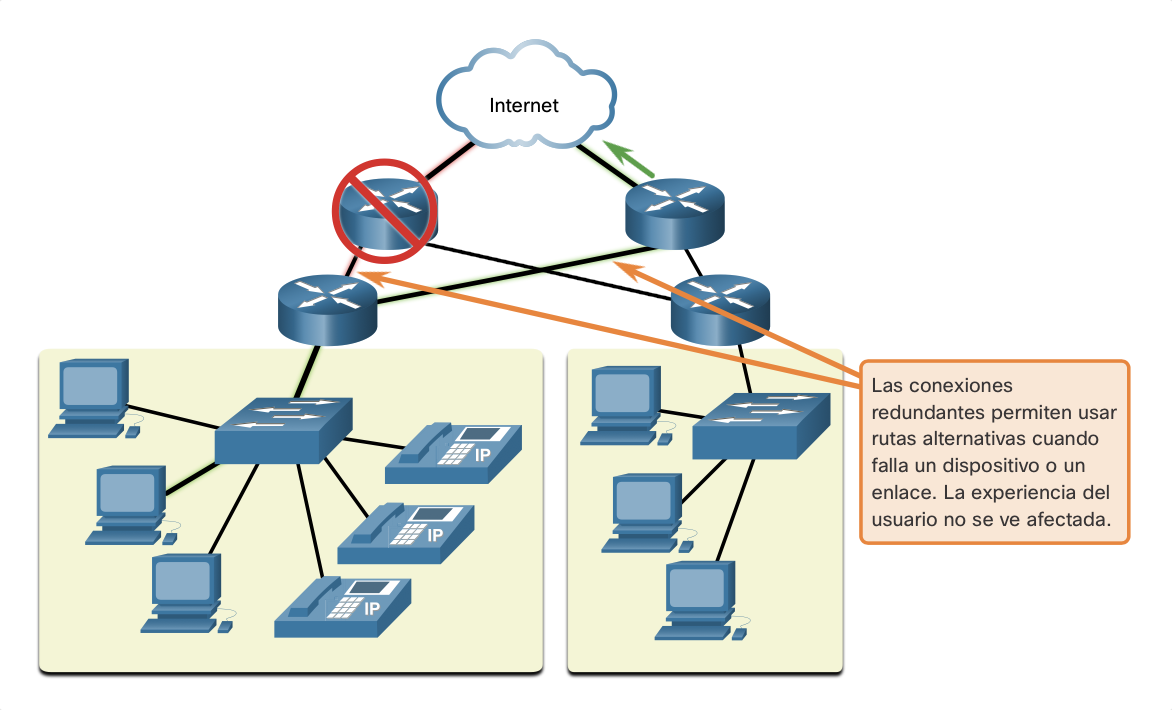 Internet
Las conexiones
redundantes permiten usar
rutas alternativas cuando
falla un dispositivo o un
enlace. La experiencia del
usuario no se ve afectada.
IP
IP
IP